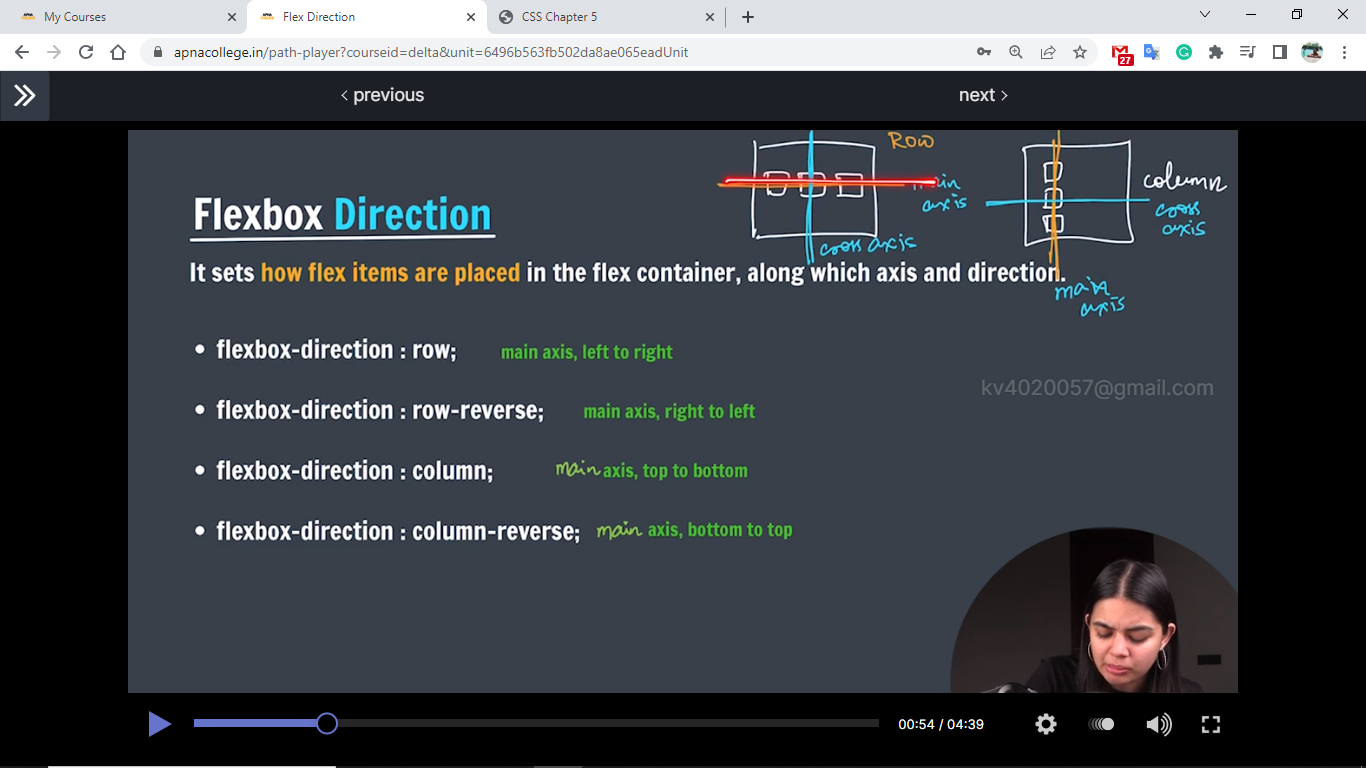 My Courses
Flex Direction
CSS Chapter 5
apnacollege.in/path-player?courseid=delta&unit=6496b563fb502da8ae065eadUnit
27
previous
next
Row
main
axis
column
cross
axis
Flexbox Direction
cross axis
It sets how flex items are placed in the flex container, along which axis and direction.
main
axis
flexbox-direction : row; main axis, left to right
kv4020057@gmail.com
flexbox-direction : row-reverse; main axis, right to left
flexbox-direction : column; main axis, top to bottom
flexbox-direction : column-reverse; main axis, bottom to top
00:54 / 04:39